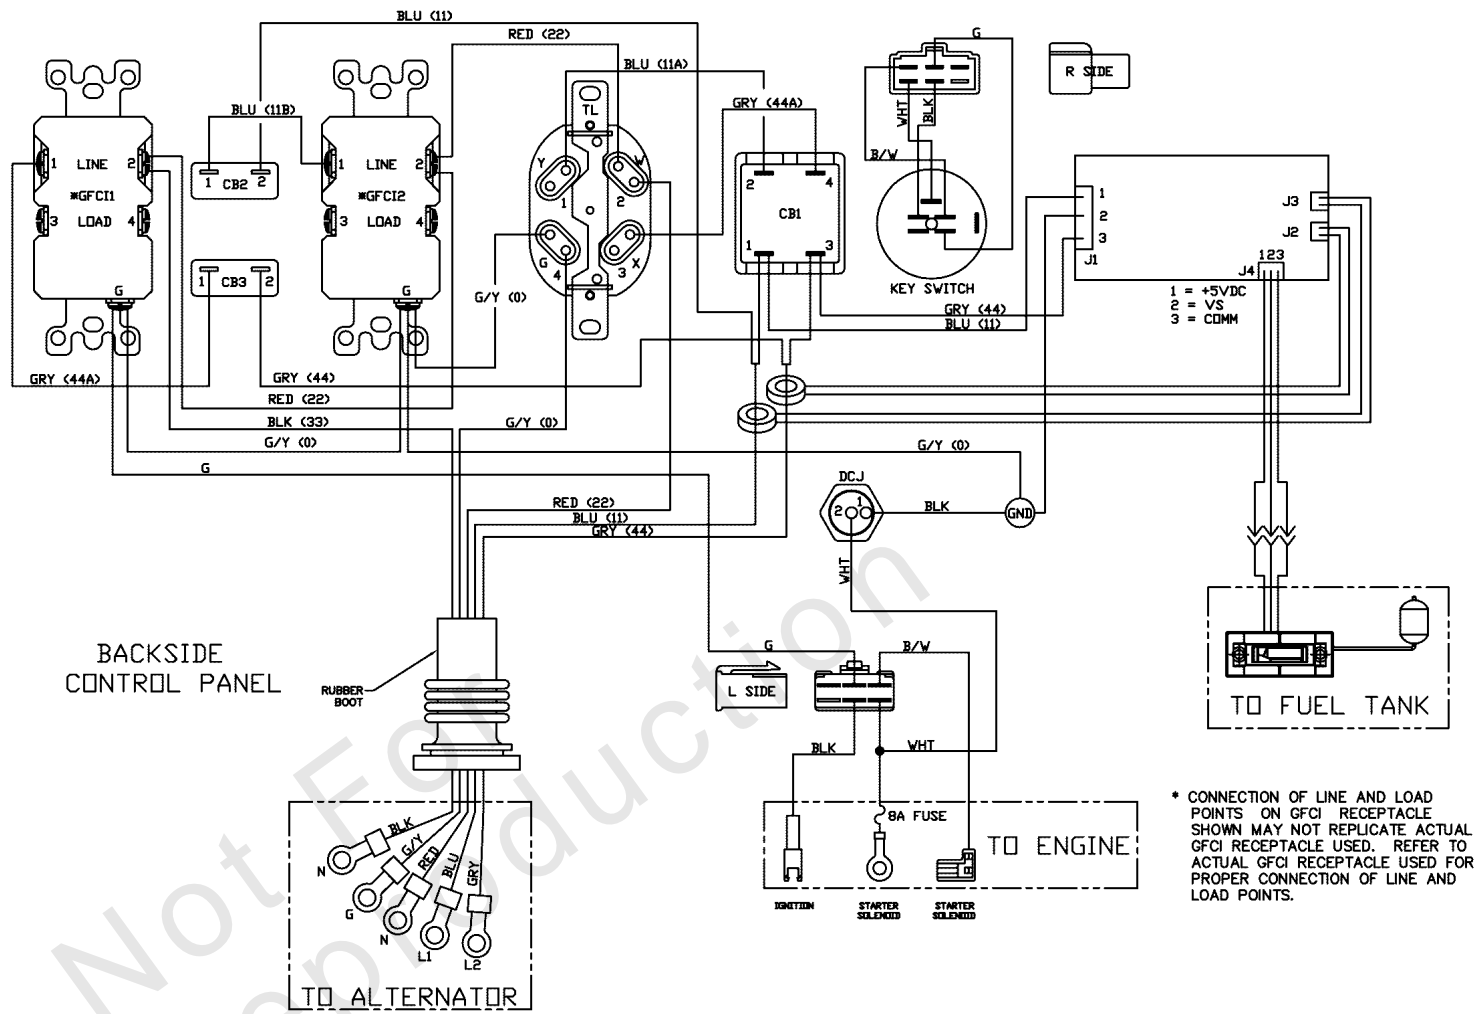 BLU (11)
RED (22)
BLU (11A)
GRY (44A)
G
R SIDE
BLU (11B)
WHT
BLK
B/W
TL
Y
W
1
2
G
4
3
X
1
LINE
2
*GFCI1
3
LOAD
4
G
1
CB2
2
1
CB3
2
1
LINE
2
*GFCI2
3
LOAD
4
G
2
4
CB1
1
3
KEY SWITCH
1
2
3
J1
J3
J2
J4
123
1 = +5VDC
2 = VS
3 = COMM
G/Y (0)
GRY (44)
BLU (11)
GRY (44A)
GRY (44)
RED (22)
BLK (33)
G/Y (0)
G/Y (0)
G/Y (0)
G
DCJ
2
1
BLK
GND
RED (22)
BLU (11)
GRY (44)
WHT
BACKSIDE
CONTROL PANEL
RUBBER
BOOT
G
B/W
L SIDE
BLK
WHT
TO FUEL TANK
8A FUSE
TO ENGINE
IGNITION
STARTER
SOLENOID
STARTER
SOLENOID
BLK
G/Y
RED
BLU
GRY
N
G
N
L1
L2
TO ALTERNATOR
* CONNECTION OF LINE AND LOAD
POINTS ON GFCI RECEPTACLE
SHOWN MAY NOT REPLICATE ACTUAL
GFCI RECEPTACLE USED. REFER TO
ACTUAL GFCI RECEPTACLE USED FOR
PROPER CONNECTION OF LINE AND
LOAD POINTS.
Not For
Reproduction